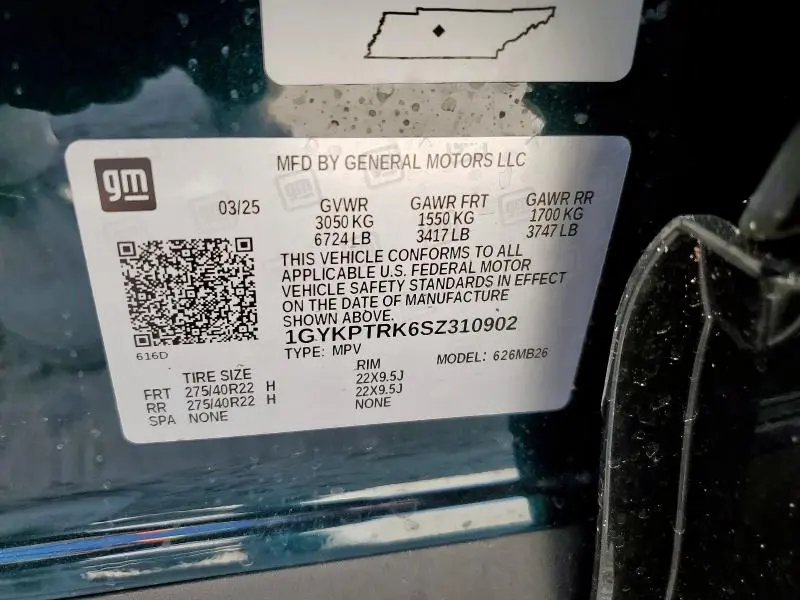 gm
MFD BY GENERAL MOTORS LLC
03/25
GVWR GAWR FRT GAWR RR
3050 KG 1550 KG 1700 KG
6724 LB 3417 LB 3747 LB
THIS VEHICLE CONFORMS TO ALL
APPLICABLE U.S. FEDERAL MOTOR
VEHICLE SAFETY STANDARDS IN EFFECT
ON THE DATE OF MANUFACTURE
SHOWN ABOVE.
1GYKPTRK6SZ310902
616D
TYPE: MPV MODEL: 626MB26
TIRE SIZE RIM
FRT 275/40R22 H 22X9.5J
RR 275/40R22 H 22X9.5J
SPA NONE NONE